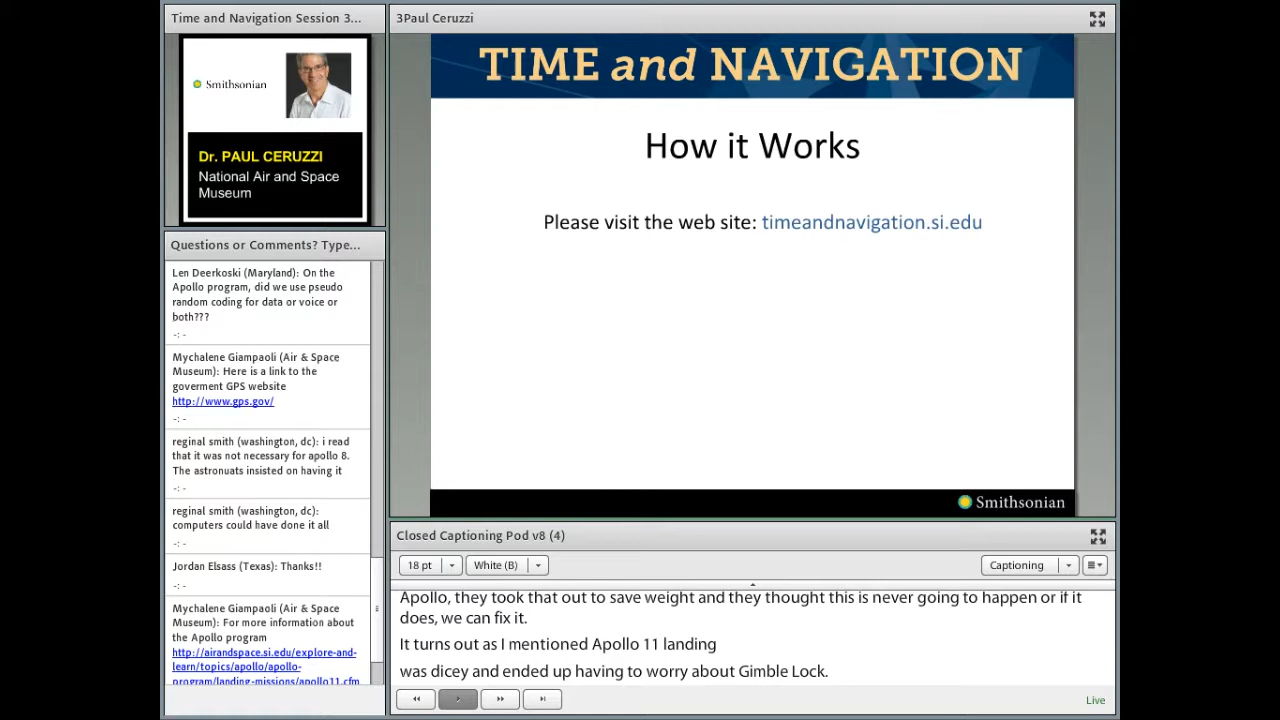 Time and Navigation Session 3...
Smithsonian
Dr. PAUL CERUZZI
National Air and Space
Museum
Questions or Comments? Type...
Len Deerkoski (Maryland): On the
Apollo program, did we use pseudo
random coding for data or voice or
both???
-: -
Mychalene Giampaoli (Air & Space
Museum): Here is a link to the
goverment GPS website
http://www.gps.gov/
-: -
reginal smith (washington, dc): i read
that it was not necessary for apollo 8.
The astronuats insisted on having it
-: -
reginal smith (washington, dc):
computers could have done it all
-: -
Jordan Elsass (Texas): Thanks!!
-: -
Mychalene Giampaoli (Air & Space
Museum): For more information about
the Apollo program
http://airandspace.si.edu/explore-and-
learn/topics/apollo/apollo-
program/landing-missions/apollo11.cfm
3Paul Ceruzzi
TIME and NAVIGATION
How it Works
Please visit the web site: timeandnavigation.si.edu
Smithsonian
Closed Captioning Pod v8 (4)
18 pt
White (B)
Captioning
Apollo, they took that out to save weight and they thought this is never going to happen or if it
does, we can fix it.
It turns out as I mentioned Apollo 11 landing
was dicey and ended up having to worry about Gimble Lock.
Live